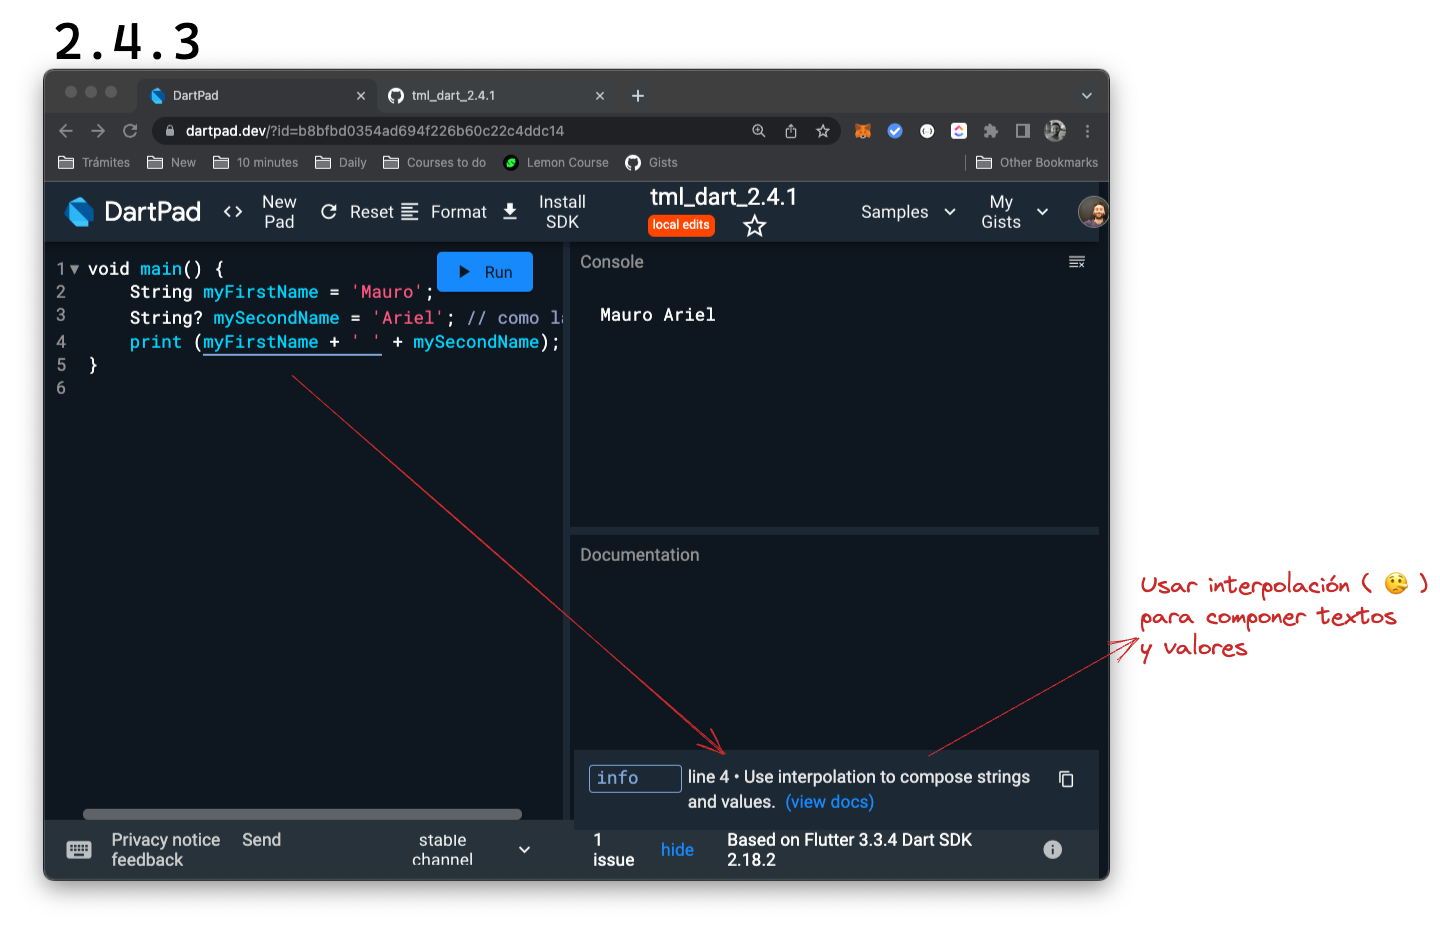 2.4.3
DartPad
tml_dart_2.4.1
dartpad.dev/?id=b8bfbd0354ad694f226b60c22c4ddc14
Trámites New 10 minutes Daily Courses to do Lemon Course Gists Other Bookmarks
DartPad <> New Pad Reset Format Install SDK
tml_dart_2.4.1
local edits
Samples My Gists
Run
1 void main() {
2 String myFirstName = 'Mauro';
3 String? mySecondName = 'Ariel'; // como la
4 print (myFirstName + ' ' + mySecondName);
5 }
6
Console
Mauro Ariel
Documentation
Usar interpolación ( 🤥 )
para componer textos
y valores
info line 4 • Use interpolation to compose strings
and values. (view docs)
Privacy notice Send
feedback
stable
channel
1
issue
hide
Based on Flutter 3.3.4 Dart SDK
2.18.2